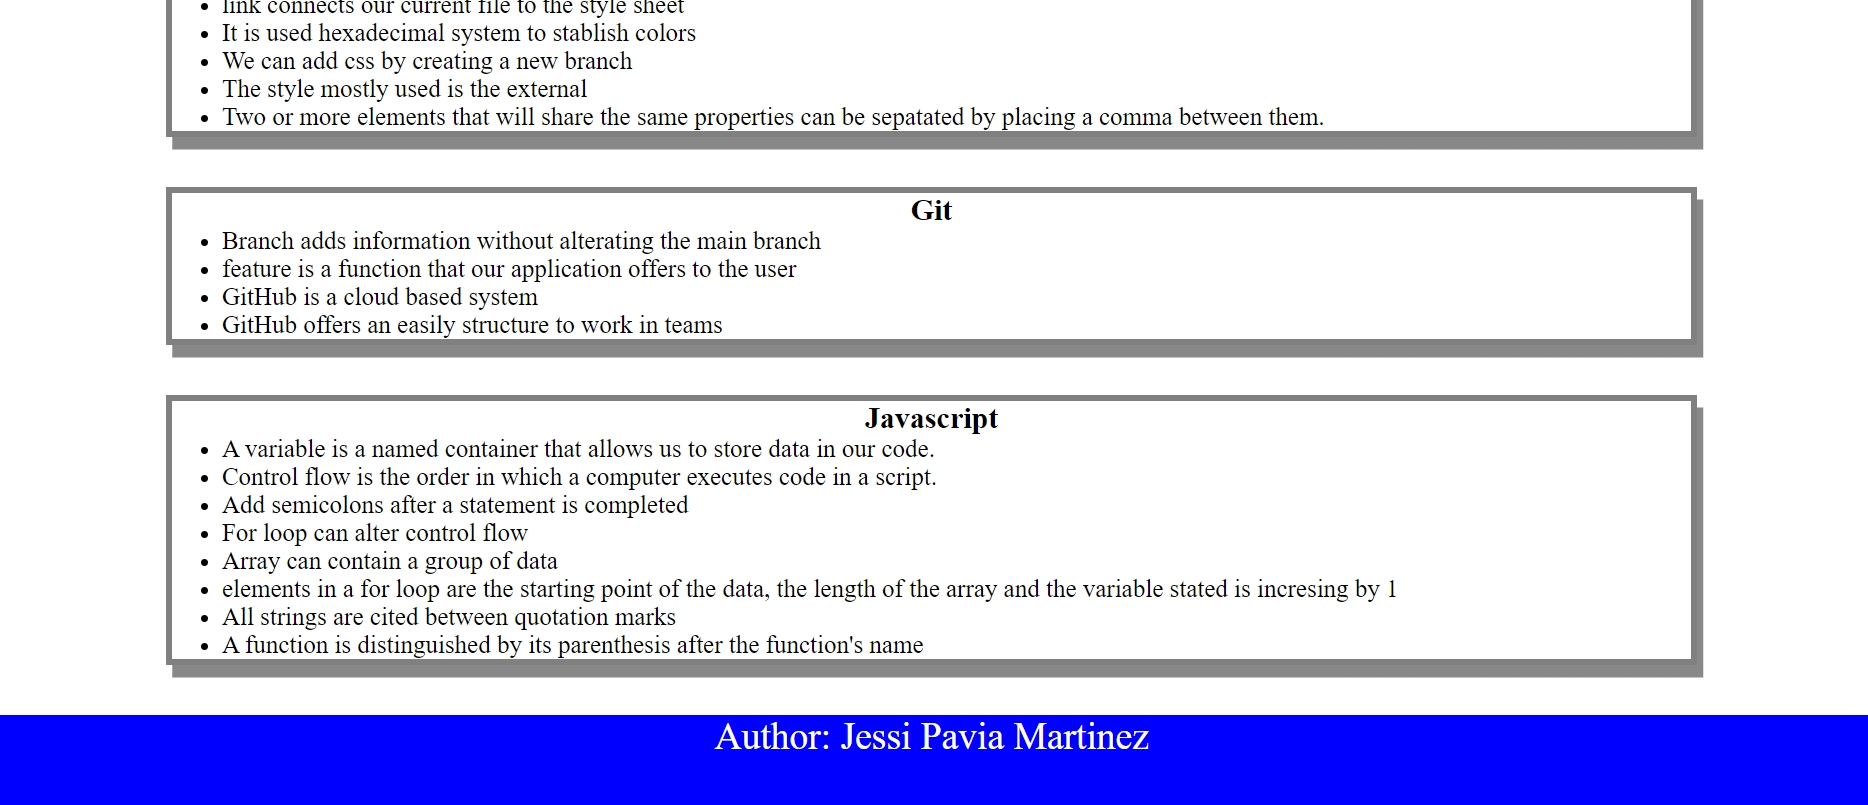 link connects our current file to the style sheet
It is used hexadecimal system to stablish colors
We can add css by creating a new branch
The style mostly used is the external
Two or more elements that will share the same properties can be sepatated by placing a comma between them.
Git
Branch adds information without alterating the main branch
feature is a function that our application offers to the user
GitHub is a cloud based system
GitHub offers an easily structure to work in teams
Javascript
A variable is a named container that allows us to store data in our code.
Control flow is the order in which a computer executes code in a script.
Add semicolons after a statement is completed
For loop can alter control flow
Array can contain a group of data
elements in a for loop are the starting point of the data, the length of the array and the variable stated is incresing by 1
All strings are cited between quotation marks
A function is distinguished by its parenthesis after the function's name
Author: Jessi Pavia Martinez